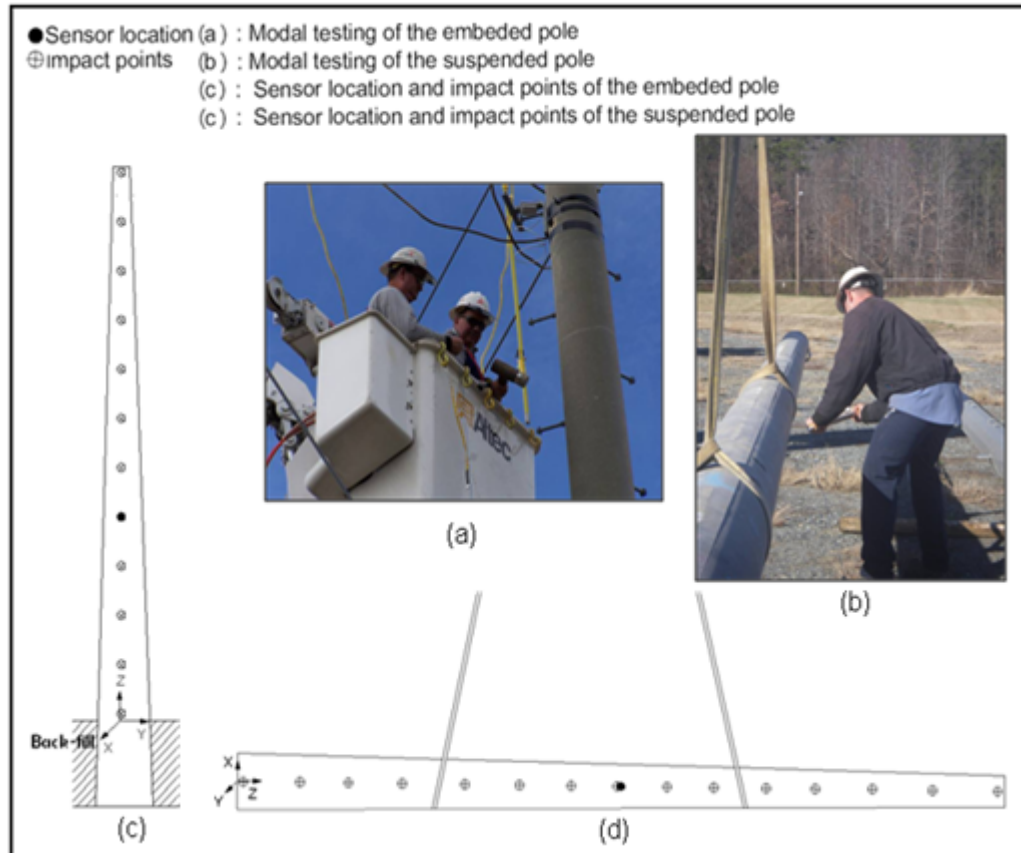 ●Sensor location (a) : Modal testing of the embeded pole
⊕impact points (b) : Modal testing of the suspended pole
(c) : Sensor location and impact points of the embeded pole
(c) : Sensor location and impact points of the suspended pole
Altec
(a)
(b)
Z
Back-fill X Y
(c)
X
Z
Y
(d)